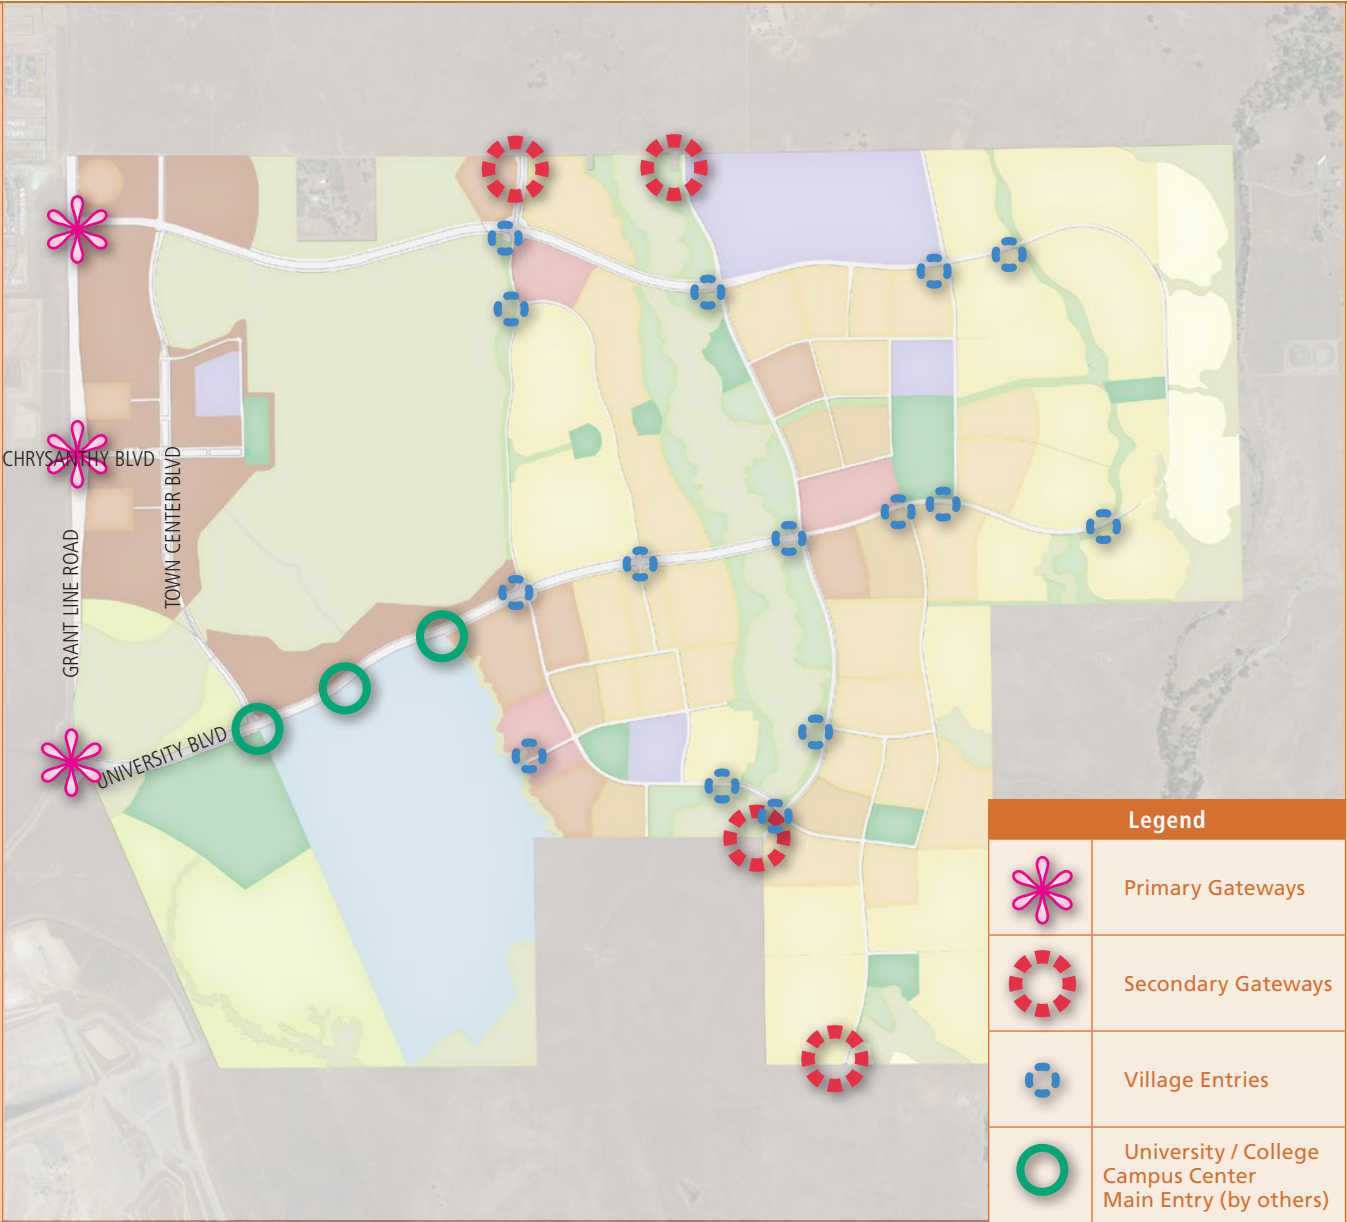 CHRYSANTHY BLVD
TOWN CENTER BLVD
GRANT LINE ROAD
UNIVERSITY BLVD
Legend
Primary Gateways
Secondary Gateways
Village Entries
University / College
Campus Center
Main Entry (by others)